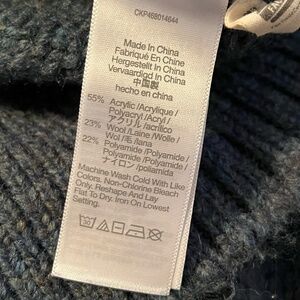 CKP468014644
Made In China
Fabriqué En Chine
Hergestellt In China
Vervaardigd In China
中国製
hecho en china
55% Acrylic /Acrylique /
Polyacryl /Acryl /
アクリル /acrílico
23% Wool /Laine /Wolle /
Wol /毛 /lana
22% Polyamide /Polyamide /
Polyamide /Polyamide /
ナイロン /poliamida
Machine Wash Cold With Like
Colors. Non-Chlorine Bleach
Only. Reshape And Lay
Flat To Dry. Iron On Lowest
Setting.